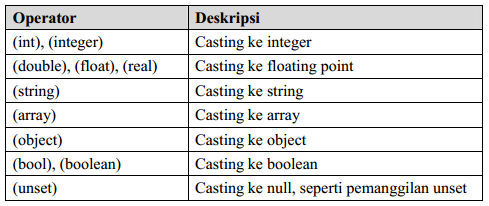 Operator Deskripsi
(int), (integer) Casting ke integer
(double), (float), (real) Casting ke floating point
(string) Casting ke string
(array) Casting ke array
(object) Casting ke object
(bool), (boolean) Casting ke boolean
(unset) Casting ke null, seperti pemanggilan unset